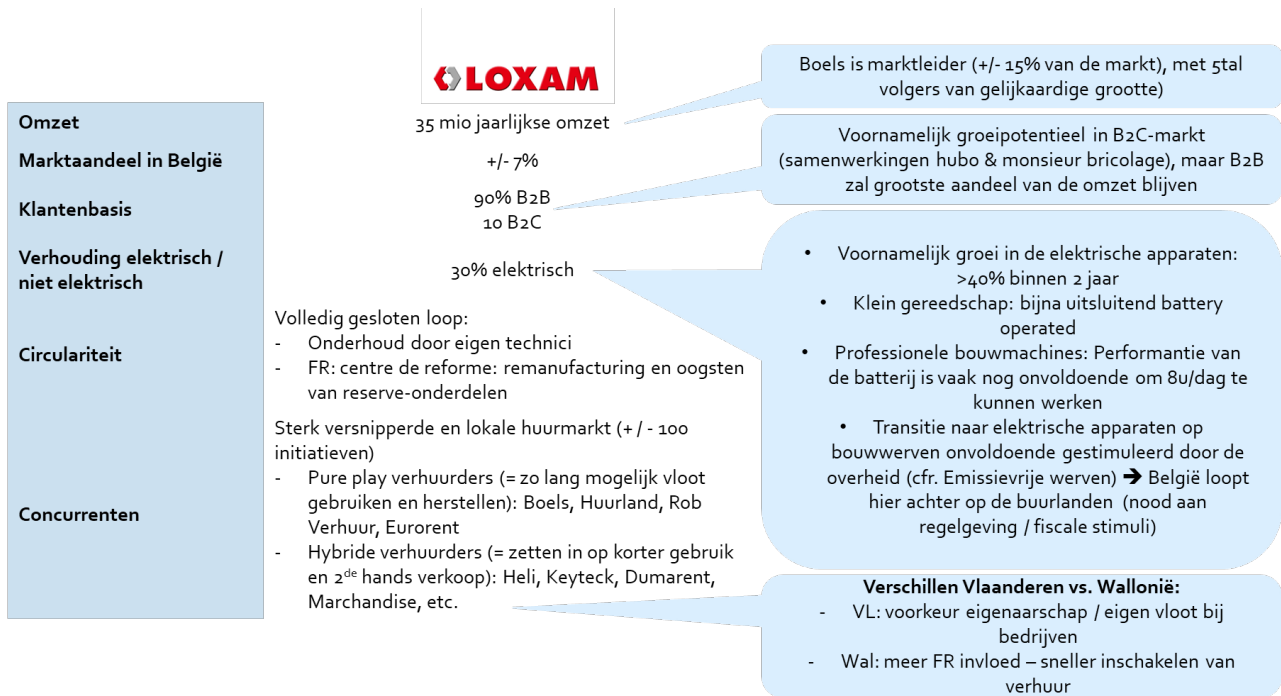 LOXAM
Omzet
35 mio jaarlijkse omzet
Boels is marktleider (+/- 15% van de markt), met 5tal
volgers van gelijkaardige grootte)
Marktaandeel in België
+/- 7%
Klantenbasis
90% B2B
10 B2C
Voornamelijk groeipotentieel in B2C-markt
(samenwerkingen hubo & monsieur bricolage), maar B2B
zal grootste aandeel van de omzet blijven
Verhouding elektrisch /
niet elektrisch
30% elektrisch
• Voornamelijk groei in de elektrische apparaten:
>40% binnen 2 jaar
• Klein gereedschap: bijna uitsluitend battery
operated
• Professionele bouwmachines: Performantie van
de batterij is vaak nog onvoldoende om 8u/dag te
kunnen werken
• Transitie naar elektrische apparaten op
bouwwerven onvoldoende gestimuleerd door de
overheid (cfr. Emissievrije werven) ➔ België loopt
hier achter op de buurlanden (nood aan
regelgeving / fiscale stimuli)
Circulariteit
Volledig gesloten loop:
- Onderhoud door eigen technici
- FR: centre de reforme: remanufacturing en oogsten
van reserve-onderdelen
Concurrenten
Sterk versnipperde en lokale huurmarkt (+ / - 100
initiatieven)
- Pure play verhuurders (= zo lang mogelijk vloot
gebruiken en herstellen): Boels, Huurland, Rob
Verhuur, Eurorent
- Hybride verhuurders (= zetten in op korter gebruik
en 2de hands verkoop): Heli, Keyteck, Dumarent,
Marchandise, etc.
Verschillen Vlaanderen vs. Wallonië:
- VL: voorkeur eigenaarschap / eigen vloot bij
bedrijven
- Wal: meer FR invloed – sneller inschakelen van
verhuur